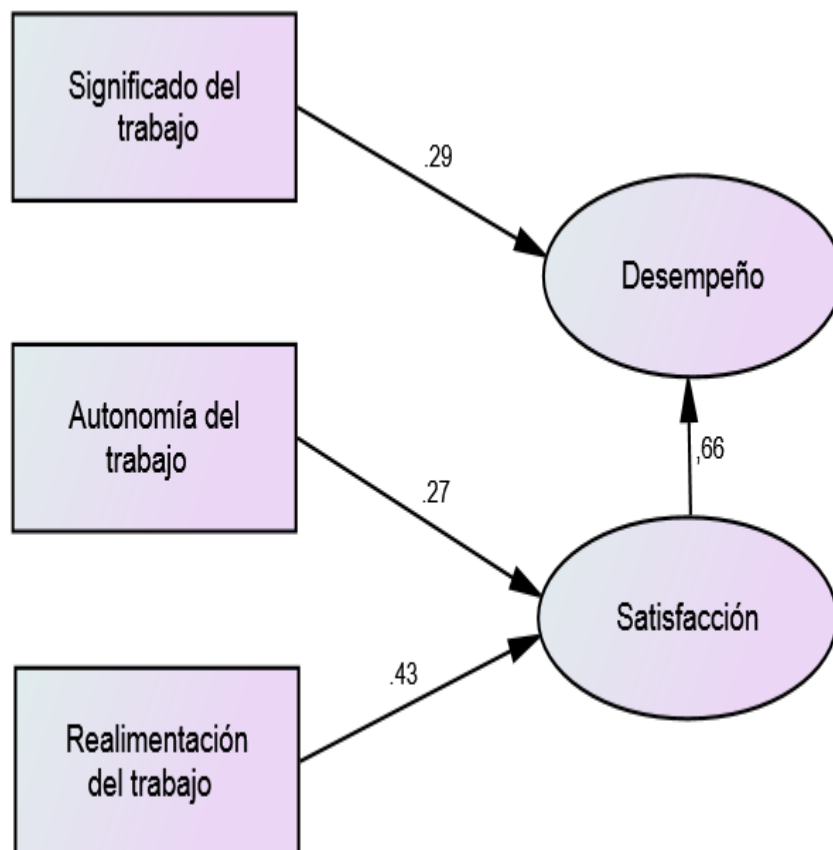 Significado del
trabajo
.29
Desempeño
Autonomía del
trabajo
,66
.27
Satisfacción
.43
Realimentación
del trabajo